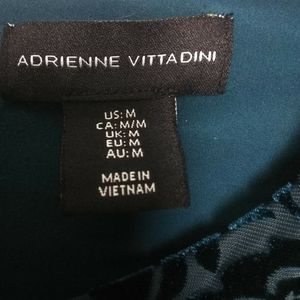 ADRIENNE VITTADINI
US: M
CA: M/M
UK: M
EU: M
AU: M
MADE IN
VIETNAM